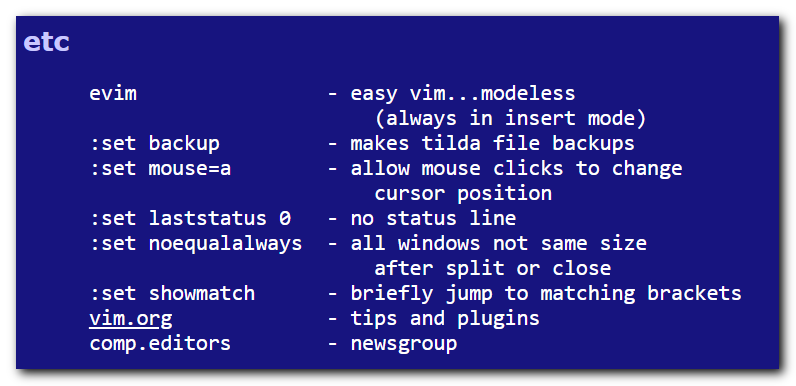 etc
evim - easy vim...modeless
(always in insert mode)
:set backup - makes tilda file backups
:set mouse=a - allow mouse clicks to change
cursor position
:set laststatus 0 - no status line
:set noequalalways - all windows not same size
after split or close
:set showmatch - briefly jump to matching brackets
vim.org - tips and plugins
comp.editors - newsgroup